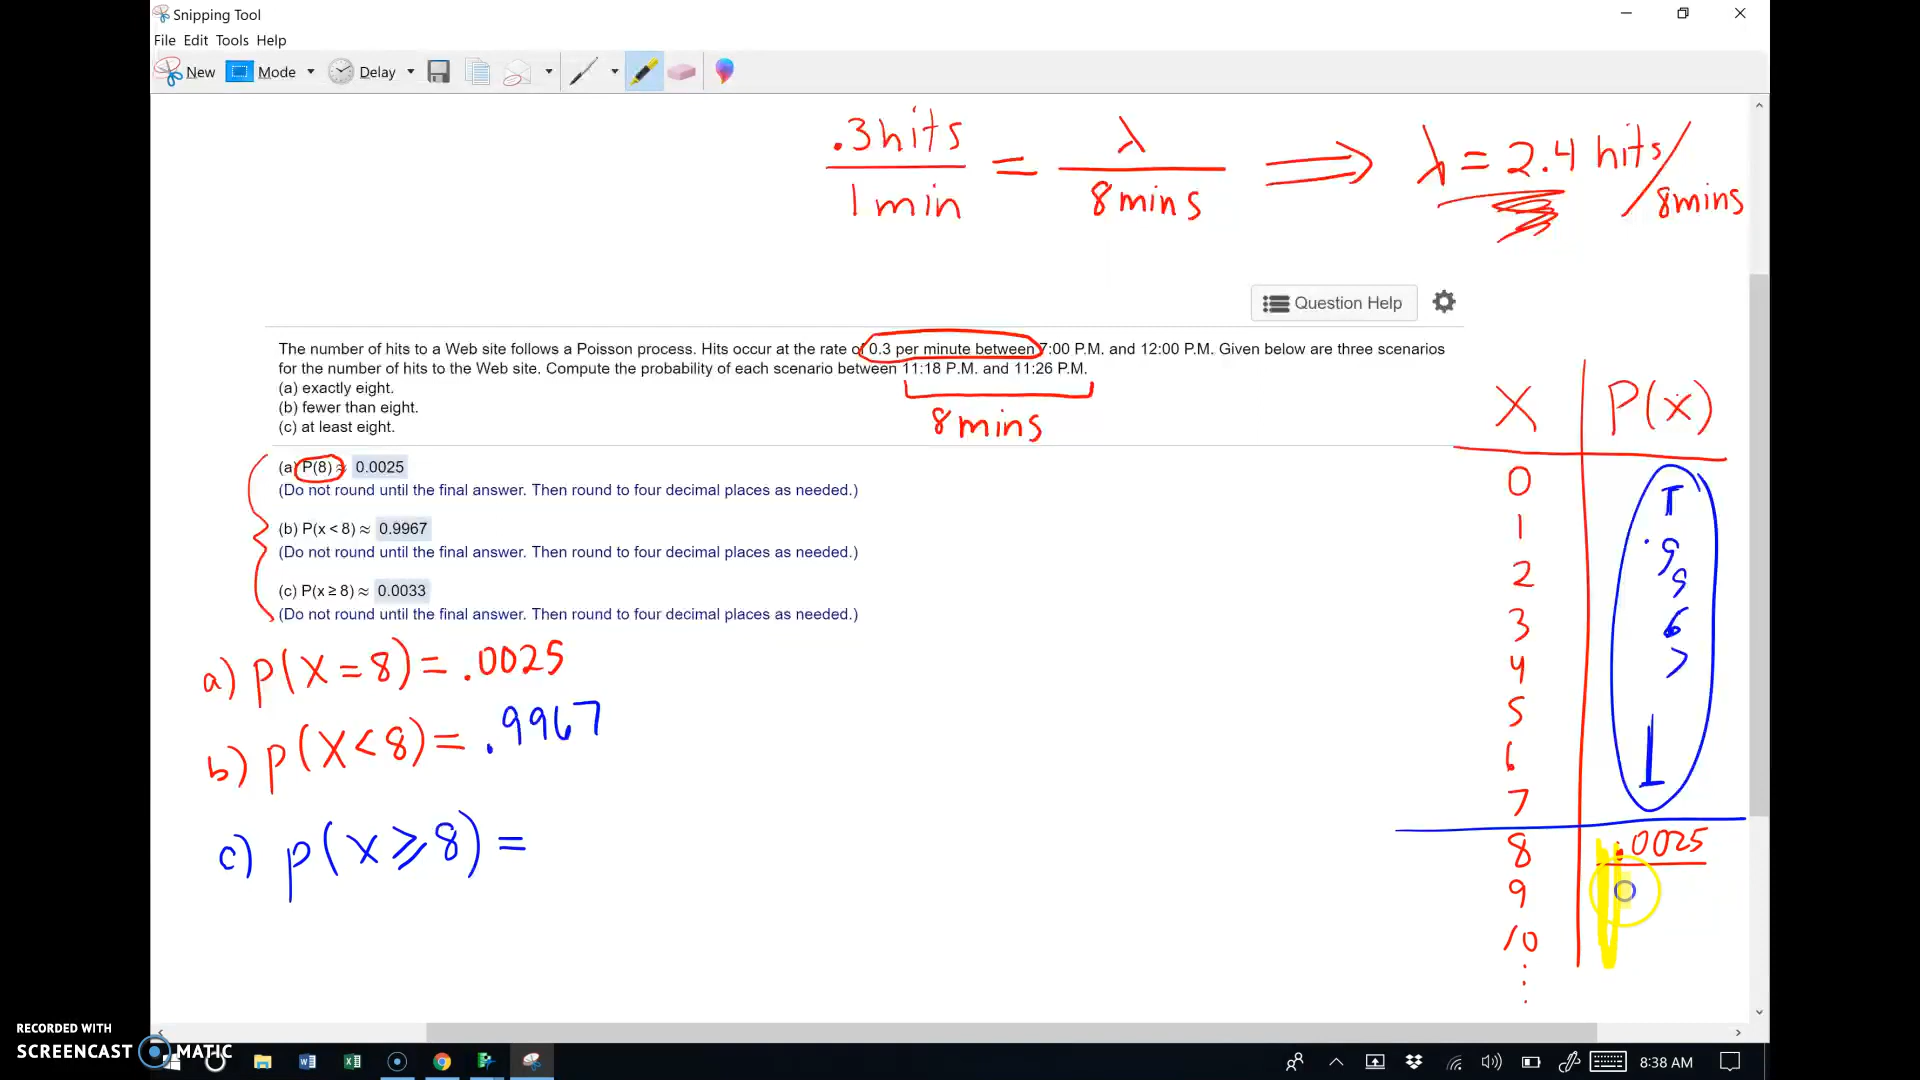 Snipping Tool
File Edit Tools Help
New Mode Delay
.3 hits / 1 min = λ / 8 mins ⟹ λ = 2.4 hits / 8 mins
Question Help
The number of hits to a Web site follows a Poisson process. Hits occur at the rate of 0.3 per minute between 7:00 P.M. and 12:00 P.M. Given below are three scenarios
for the number of hits to the Web site. Compute the probability of each scenario between 11:18 P.M. and 11:26 P.M.
(a) exactly eight.
(b) fewer than eight.
(c) at least eight.
8 mins
(a) P(8) ≈ 0.0025
(Do not round until the final answer. Then round to four decimal places as needed.)
(b) P(x < 8) ≈ 0.9967
(Do not round until the final answer. Then round to four decimal places as needed.)
(c) P(x ≥ 8) ≈ 0.0033
(Do not round until the final answer. Then round to four decimal places as needed.)
a) P(X = 8) = .0025
b) P(X < 8) = .9967
c) P(X ≥ 8) =
X P(x)
0
1
2
3
4
5
6
7
.9967
8 .0025
9
10
⋮
RECORDED WITH
SCREENCAST MATIC
8:38 AM